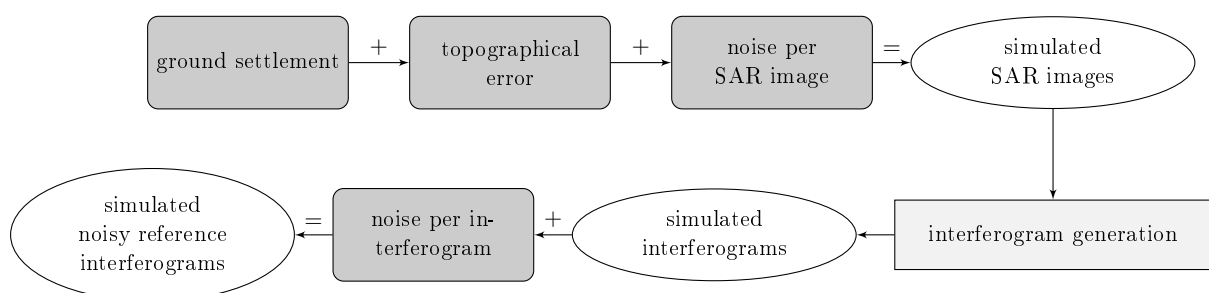 ground settlement
+
topographical
error
+
noise per
SAR image
=
simulated
SAR images
interferogram generation
simulated
interferograms
+
noise per in-
terferogram
=
simulated
noisy reference
interferograms